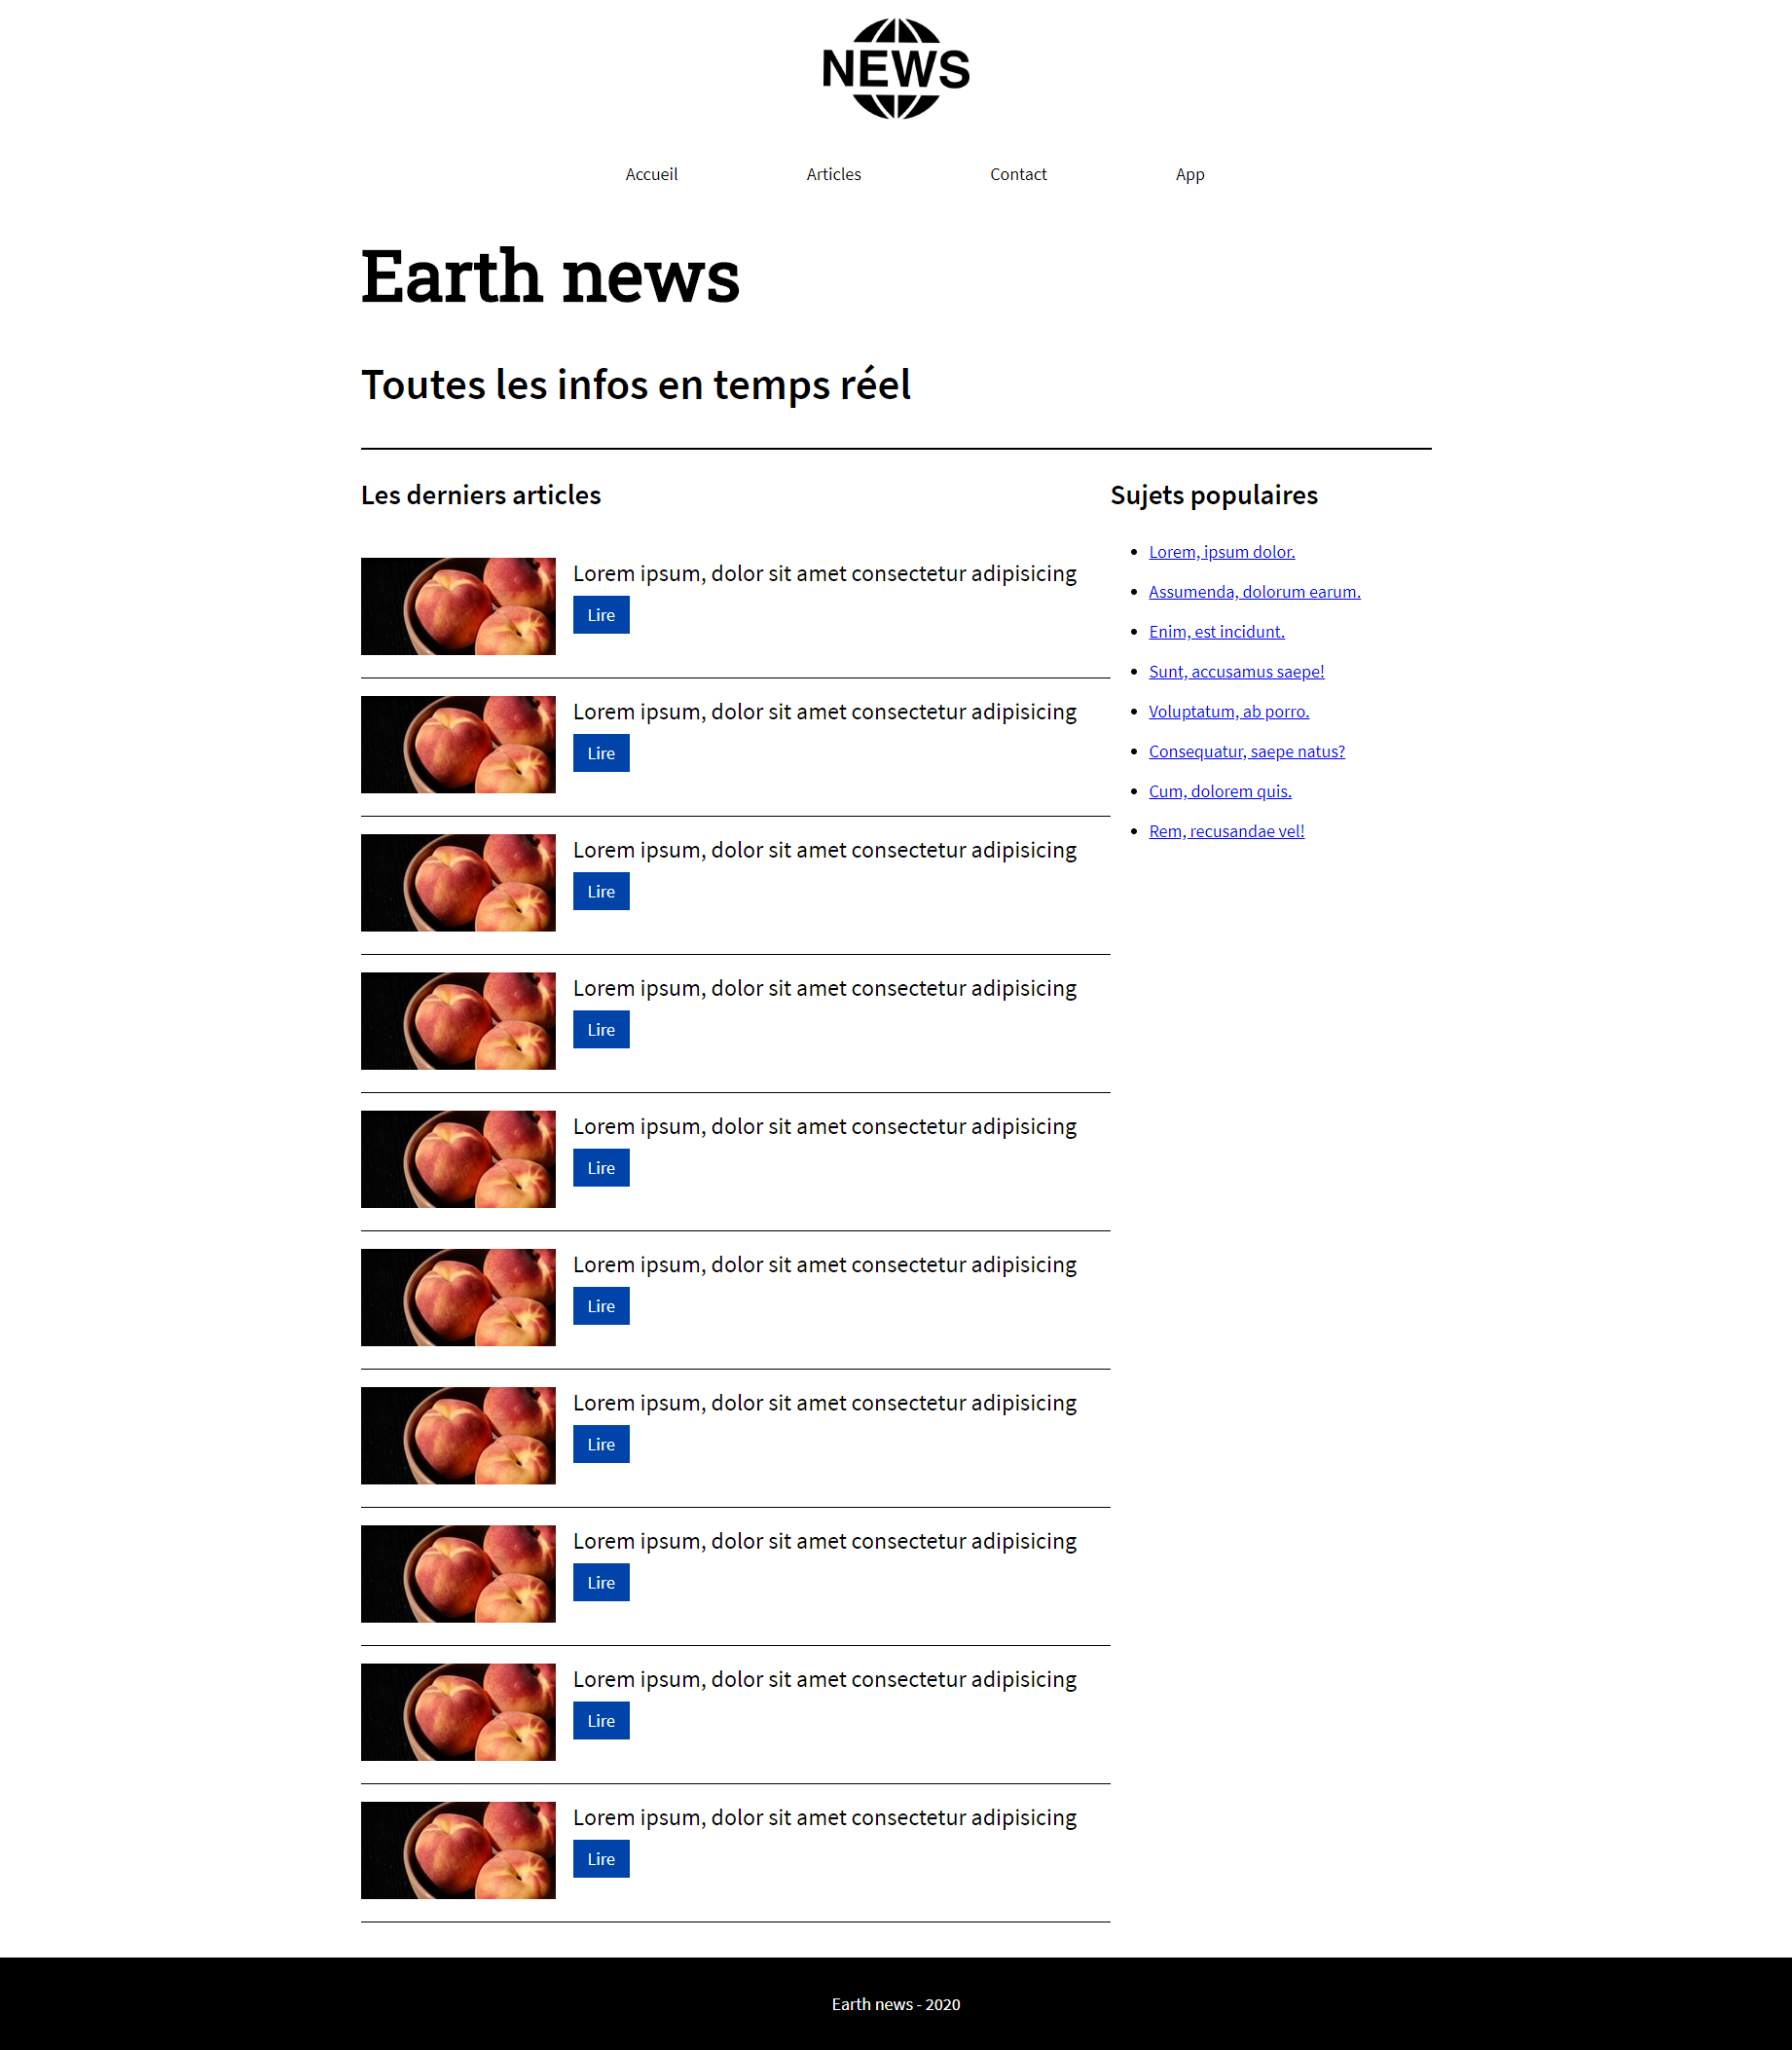 NEWS
Accueil Articles Contact App
Earth news
Toutes les infos en temps réel
Les derniers articles
Lorem ipsum, dolor sit amet consectetur adipisicing
Lire
Lorem ipsum, dolor sit amet consectetur adipisicing
Lire
Lorem ipsum, dolor sit amet consectetur adipisicing
Lire
Lorem ipsum, dolor sit amet consectetur adipisicing
Lire
Lorem ipsum, dolor sit amet consectetur adipisicing
Lire
Lorem ipsum, dolor sit amet consectetur adipisicing
Lire
Lorem ipsum, dolor sit amet consectetur adipisicing
Lire
Lorem ipsum, dolor sit amet consectetur adipisicing
Lire
Lorem ipsum, dolor sit amet consectetur adipisicing
Lire
Lorem ipsum, dolor sit amet consectetur adipisicing
Lire
Sujets populaires
Lorem, ipsum dolor.
Assumenda, dolorum earum.
Enim, est incidunt.
Sunt, accusamus saepe!
Voluptatum, ab porro.
Consequatur, saepe natus?
Cum, dolorem quis.
Rem, recusandae vel!
Earth news - 2020